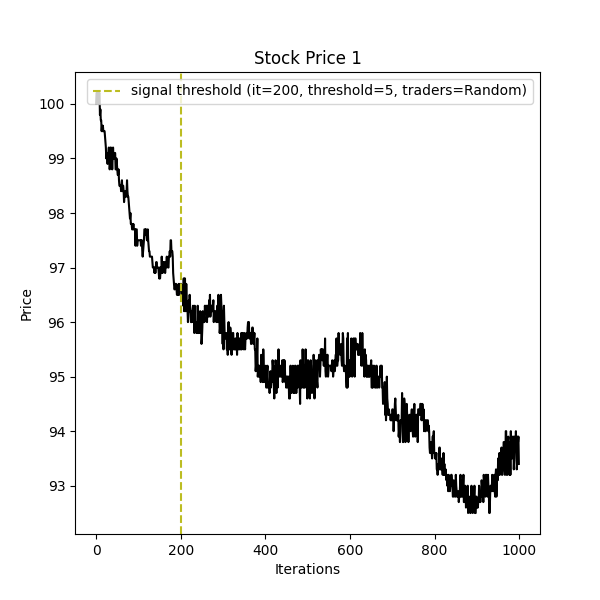 Stock Price 1
signal threshold (it=200, threshold=5, traders=Random)
100
99
98
97
96
95
94
93
Price
0 200 400 600 800 1000
Iterations